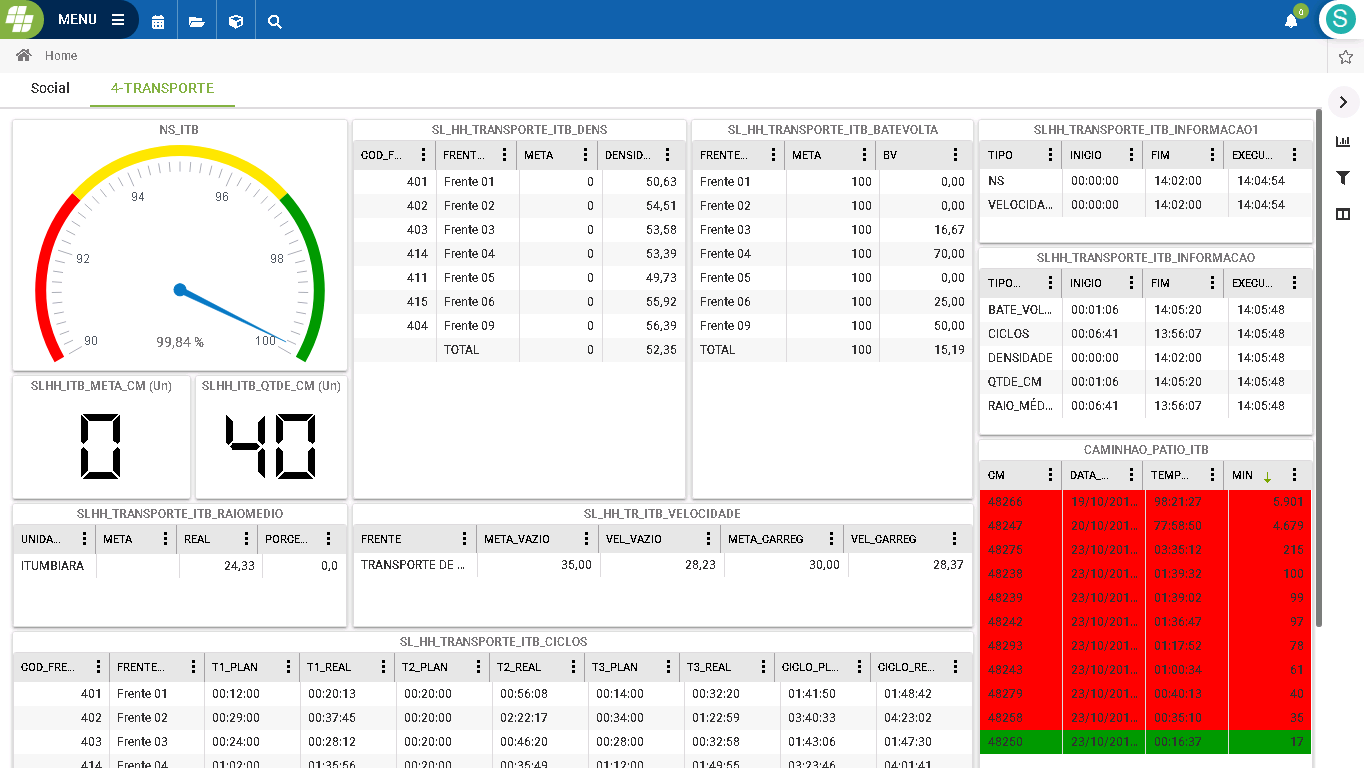 MENU
0
S
Home
Social
4-TRANSPORTE
NS_ITB
90
92
94
96
98
100
99,84 %
SLHH_ITB_META_CM (Un)
0
SLHH_ITB_QTDE_CM (Un)
40
SL_HH_TRANSPORTE_ITB_DENS
COD_F... FRENT... META DENSID...
401 Frente 01 0 50,63
402 Frente 02 0 54,51
403 Frente 03 0 53,58
414 Frente 04 0 53,39
411 Frente 05 0 49,73
415 Frente 06 0 55,92
404 Frente 09 0 56,39
TOTAL 0 52,35
SL_HH_TRANSPORTE_ITB_BATEVOLTA
FRENTE... META BV
Frente 01 100 0,00
Frente 02 100 0,00
Frente 03 100 16,67
Frente 04 100 70,00
Frente 05 100 0,00
Frente 06 100 25,00
Frente 09 100 50,00
TOTAL 100 15,19
SLHH_TRANSPORTE_ITB_INFORMACAO1
TIPO INICIO FIM EXECU...
NS 00:00:00 14:02:00 14:04:54
VELOCIDA... 00:00:00 14:02:00 14:04:54
SLHH_TRANSPORTE_ITB_INFORMACAO
TIPO... INICIO FIM EXECU...
BATE_VOL... 00:01:06 14:05:20 14:05:48
CICLOS 00:06:41 13:56:07 14:05:48
DENSIDADE 00:00:00 14:02:00 14:05:48
QTDE_CM 00:01:06 14:05:20 14:05:48
RAIO_MÉD... 00:06:41 13:56:07 14:05:48
CAMINHAO_PATIO_ITB
CM DATA_... TEMP... MIN
48266 19/10/201... 98:21:27 5.901
48247 20/10/201... 77:58:50 4.679
48276 23/10/201... 03:35:12 215
48238 23/10/201... 01:39:32 100
48239 23/10/201... 01:39:02 99
48242 23/10/201... 01:36:47 97
48293 23/10/201... 01:17:52 78
48243 23/10/201... 01:00:34 61
48279 23/10/201... 00:40:13 40
48268 23/10/201... 00:35:10 35
48250 23/10/201... 00:16:37 17
SLHH_TRANSPORTE_ITB_RAIOMEDIO
UNIDA... META REAL PORCE...
ITUMBIARA 24,33 0,0
SL_HH_TR_ITB_VELOCIDADE
FRENTE META_VAZIO VEL_VAZIO META_CARREG VEL_CARREG
TRANSPORTE DE ... 35,00 28,23 30,00 28,37
SL_HH_TRANSPORTE_ITB_CICLOS
COD_FRE... FRENTE... T1_PLAN T1_REAL T2_PLAN T2_REAL T3_PLAN T3_REAL CICLO_PL... CICLO_RE...
401 Frente 01 00:12:00 00:20:13 00:20:00 00:56:08 00:14:00 00:32:20 01:41:50 01:48:42
402 Frente 02 00:29:00 00:37:45 00:20:00 02:22:17 00:34:00 01:22:59 03:40:33 04:23:02
403 Frente 03 00:24:00 00:28:12 00:20:00 00:46:20 00:28:00 00:32:58 01:43:06 01:47:30
414 Frente 04 01:02:00 01:35:56 00:20:00 00:35:49 01:12:00 01:49:55 03:23:46 04:01:41